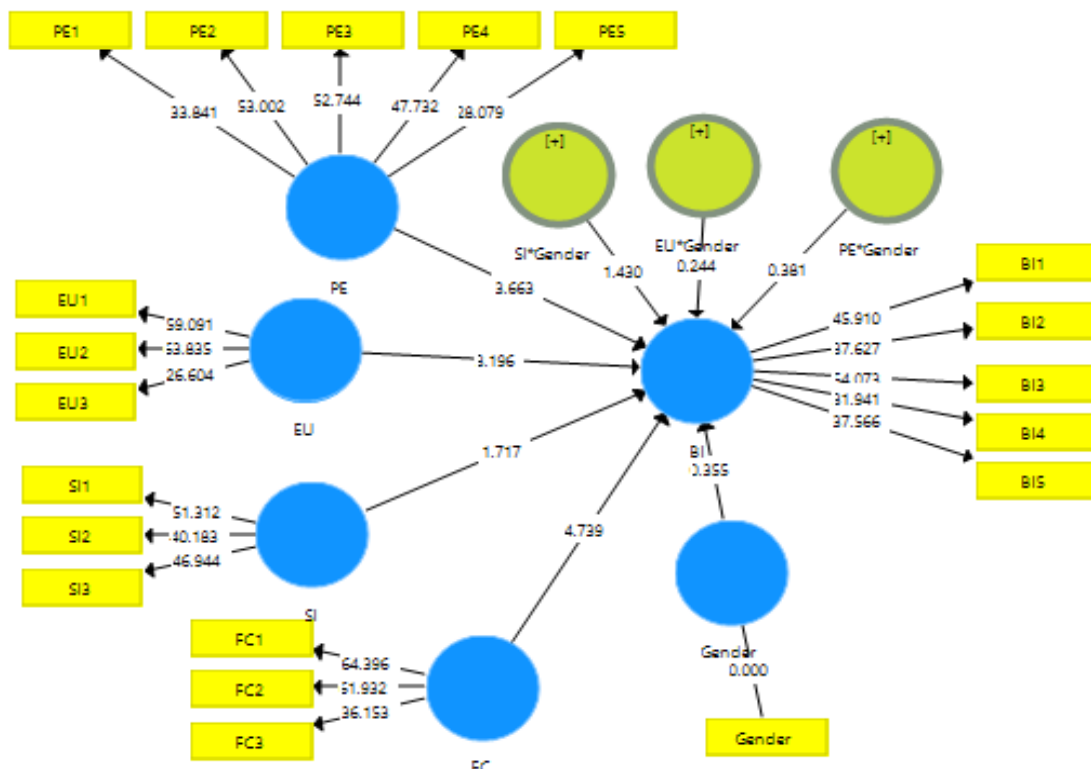 PE1
PE2
PE3
PE4
PE5
33.841
53.002
52.744
47.732
28.079
[+]
[+]
[+]
SI*Gender
EU*Gender
PE*Gender
1.430
0.244
0.381
PE
3.663
BI1
BI2
BI3
BI4
BI5
45.910
37.627
31.941
37.566
EU1
EU2
EU3
59.091
53.835
26.604
EU
3.196
BI
0.355
SI1
SI2
SI3
51.312
40.183
46.944
SI
1.717
4.739
FC1
FC2
FC3
64.396
51.932
36.153
Gender
0.000
Gender